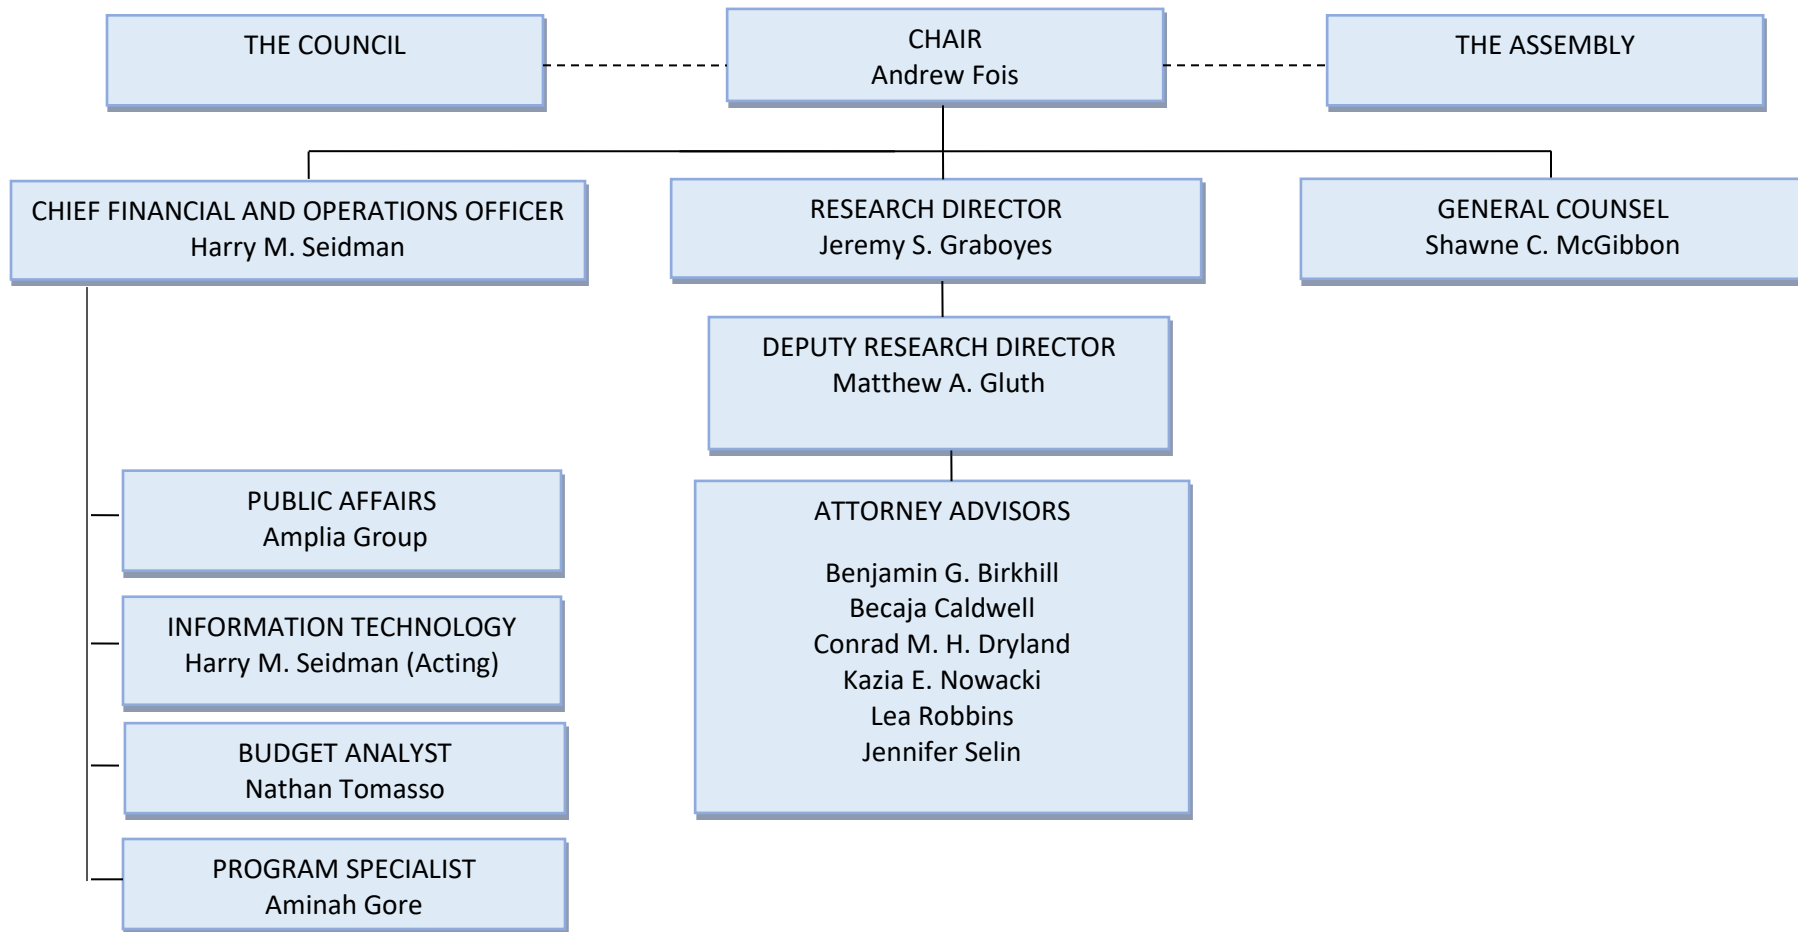 THE COUNCIL
CHAIR
Andrew Fois
THE ASSEMBLY
CHIEF FINANCIAL AND OPERATIONS OFFICER
Harry M. Seidman
RESEARCH DIRECTOR
Jeremy S. Graboyes
GENERAL COUNSEL
Shawne C. McGibbon
DEPUTY RESEARCH DIRECTOR
Matthew A. Gluth
PUBLIC AFFAIRS
Amplia Group
INFORMATION TECHNOLOGY
Harry M. Seidman (Acting)
BUDGET ANALYST
Nathan Tomasso
PROGRAM SPECIALIST
Aminah Gore
ATTORNEY ADVISORS
Benjamin G. Birkhill
Becaja Caldwell
Conrad M. H. Dryland
Kazia E. Nowacki
Lea Robbins
Jennifer Selin